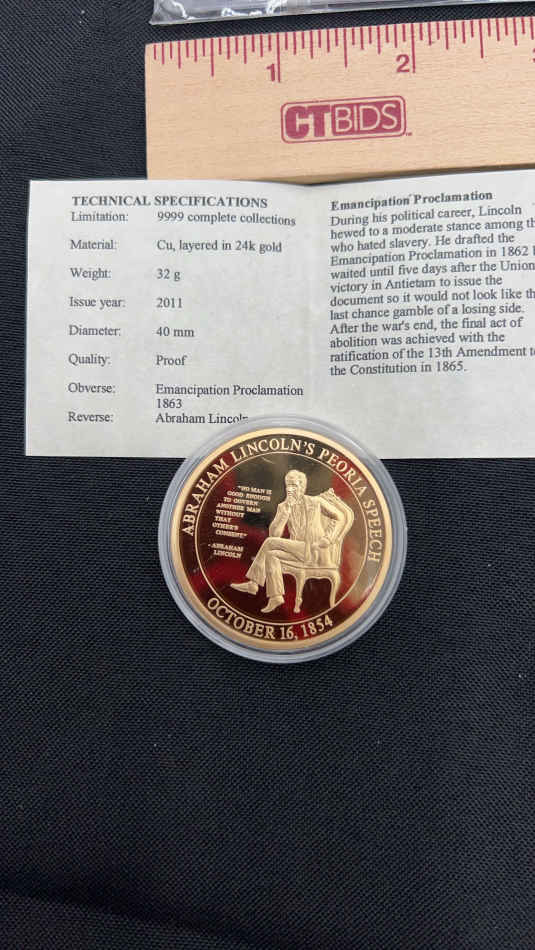 1 2
CTBIDS
TECHNICAL SPECIFICATIONS
Limitation: 9999 complete collections
Material: Cu, layered in 24k gold
Weight: 32 g
Issue year: 2011
Diameter: 40 mm
Quality: Proof
Obverse: Emancipation Proclamation
1863
Reverse: Abraham Lincoln
Emancipation Proclamation
During his political career, Lincoln
hewed to a moderate stance among th
who hated slavery. He drafted the
Emancipation Proclamation in 1862
waited until five days after the Union
victory in Antietam to issue the
document so it would not look like th
last chance gamble of a losing side.
After the war's end, the final act of
abolition was achieved with the
ratification of the 13th Amendment t
the Constitution in 1865.
ABRAHAM LINCOLN'S PEORIA SPEECH
"NO MAN IS
GOOD ENOUGH
TO GOVERN
ANOTHER MAN
WITHOUT
THAT
OTHER'S
CONSENT."
- ABRAHAM
LINCOLN
OCTOBER 16, 1854